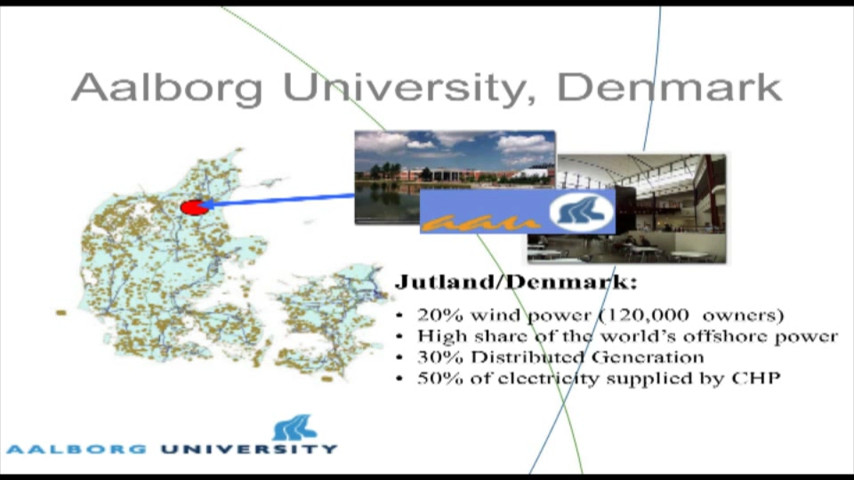 Aalborg University, Denmark
aau
Jutland/Denmark:
• 20% wind power (120,000 owners)
• High share of the world's offshore power
• 30% Distributed Generation
• 50% of electricity supplied by CHP
AALBORG UNIVERSITY